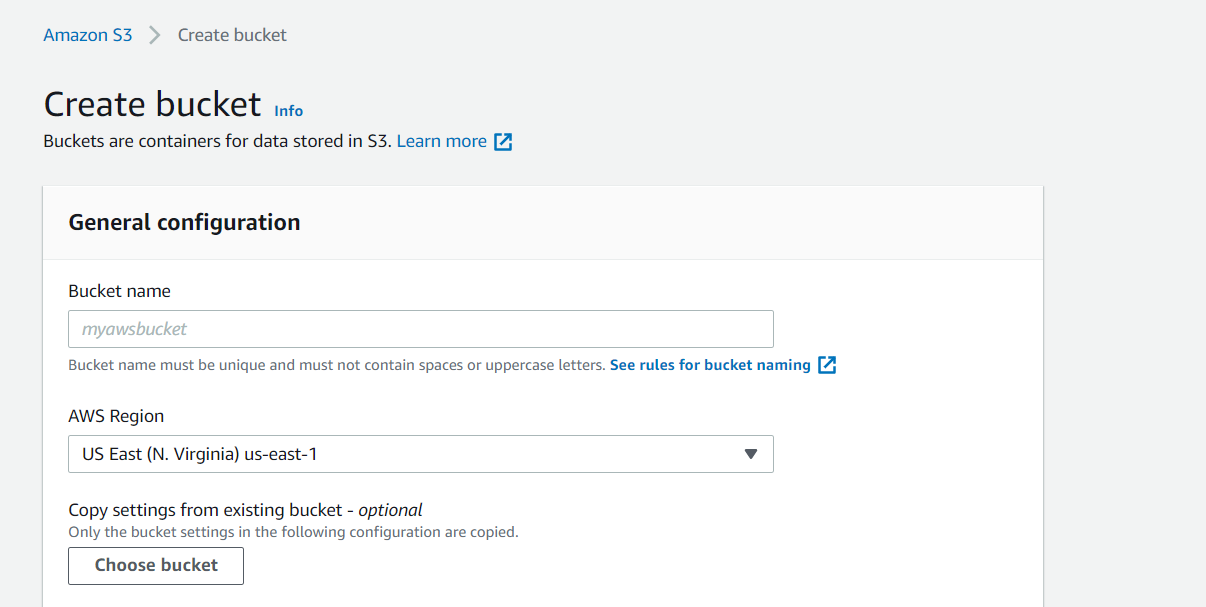 Amazon S3 > Create bucket
Create bucket Info
Buckets are containers for data stored in S3. Learn more
General configuration
Bucket name
myawsbucket
Bucket name must be unique and must not contain spaces or uppercase letters. See rules for bucket naming
AWS Region
US East (N. Virginia) us-east-1
Copy settings from existing bucket - optional
Only the bucket settings in the following configuration are copied.
Choose bucket